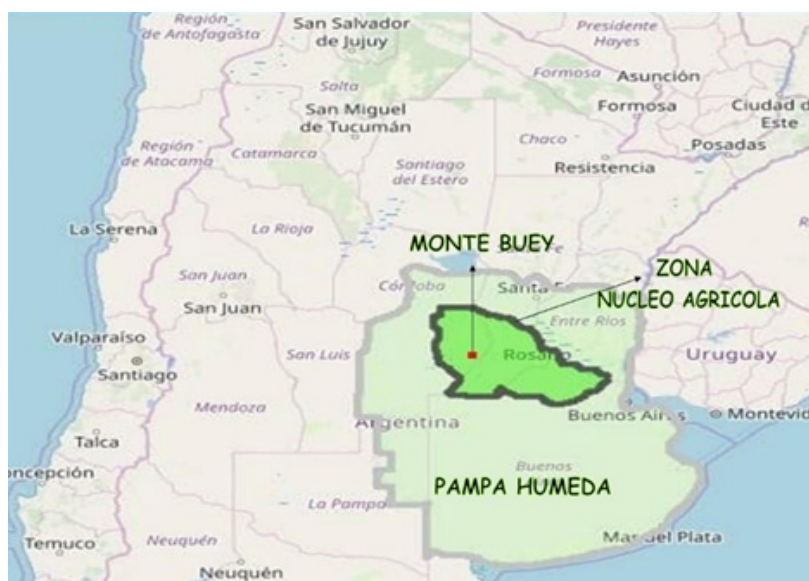 Región
de Antofagasta
San Salvador
de Jujuy
Presidente
Hayes
Salta
Formosa
Asunción
San Miguel
de Tucumán
Formosa
Ciudad d
Este
Región de
Atacama
Catamarca
Chaco
Posadas
Santiago
del Estero
Resistencia
La Rioja
La Serena
MONTE BUEY
Fe
ZONA
NUCLEO AGRICOLA
San Juan
San Juan
Córdoba
Santa
Entre Ríos
Valparaíso
Santiago
San Luis
Rosario
Uruguay
Mendoza
Buenos Aires
Montevid
Talca
Argentina
oncepción
Buenos
PAMPA HUMEDA
La Pampa
Mar del Plata
Temuco
Neuquén
Neuquén